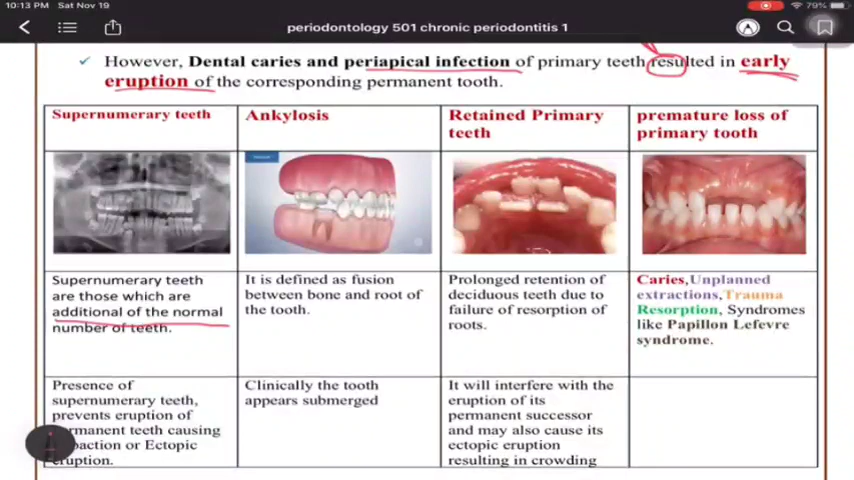 10:13 PM Sat Nov 19
79%
periodontology 501 chronic periodontitis 1
✓ However, Dental caries and periapical infection of primary teeth resulted in early
eruption of the corresponding permanent tooth.
Supernumerary teeth
Ankylosis
Retained Primary
teeth
premature loss of
primary tooth
Supernumerary teeth
are those which are
additional of the normal
number of teeth.
It is defined as fusion
between bone and root of
the tooth.
Prolonged retention of
deciduous teeth due to
failure of resorption of
roots.
Caries,Unplanned
extractions,Trauma
Resorption, Syndromes
like Papillon Lefevre
syndrome.
Presence of
supernumerary teeth,
prevents eruption of
permanent teeth causing
paction or Ectopic
eruption.
Clinically the tooth
appears submerged
It will interfere with the
eruption of its
permanent successor
and may also cause its
ectopic eruption
resulting in crowding